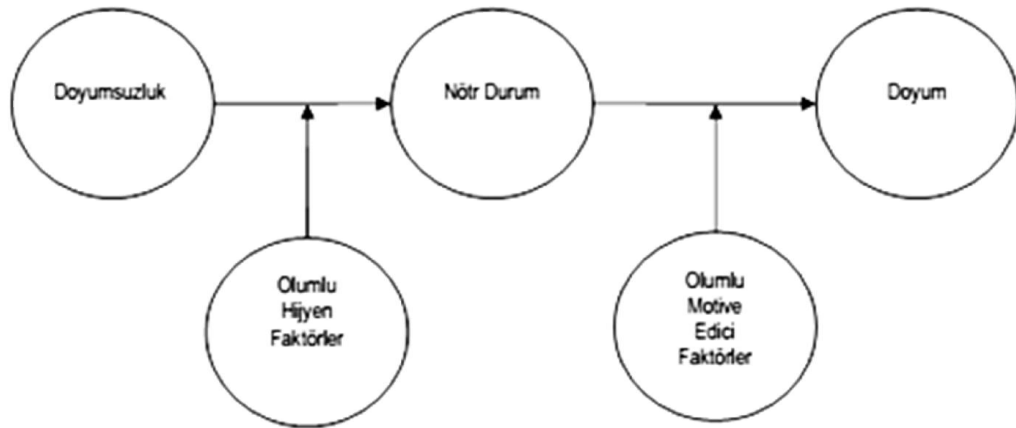 Doyumsuzluk
Nötr Durum
Doyum
Olumlu
Hijyen
Faktörler
Olumlu
Motive
Edici
Faktörler